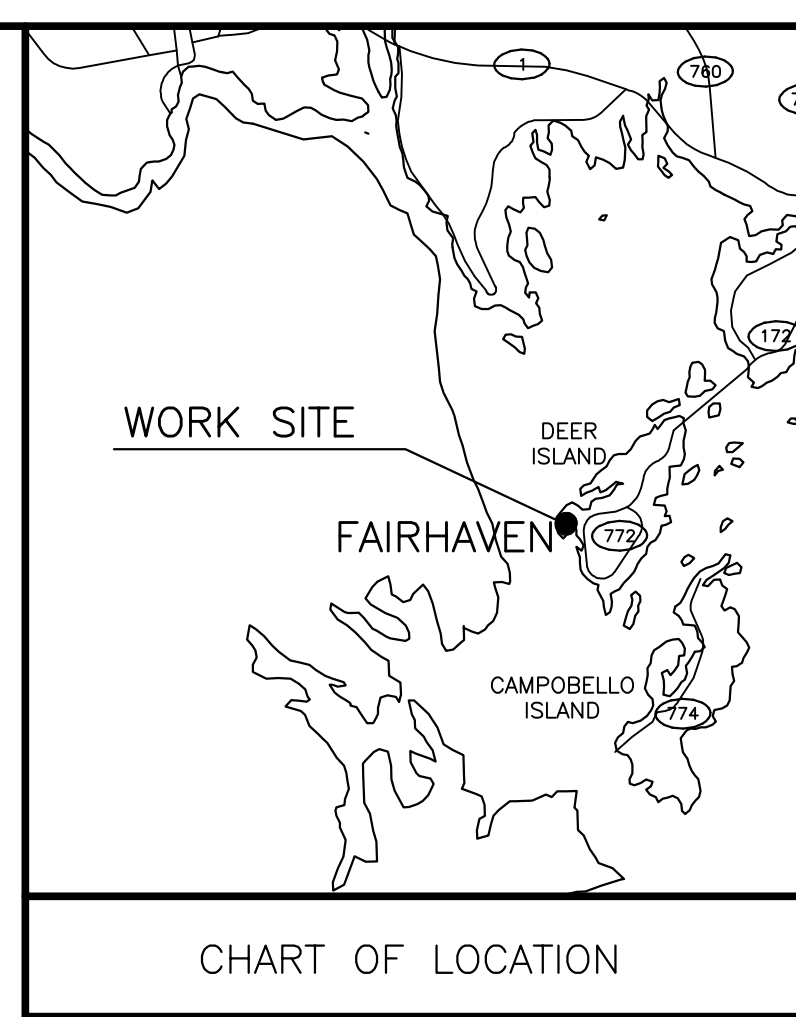 1
760
172
WORK SITE
DEER
ISLAND
FAIRHAVEN
772
CAMPOBELLO
ISLAND
774
CHART OF LOCATION